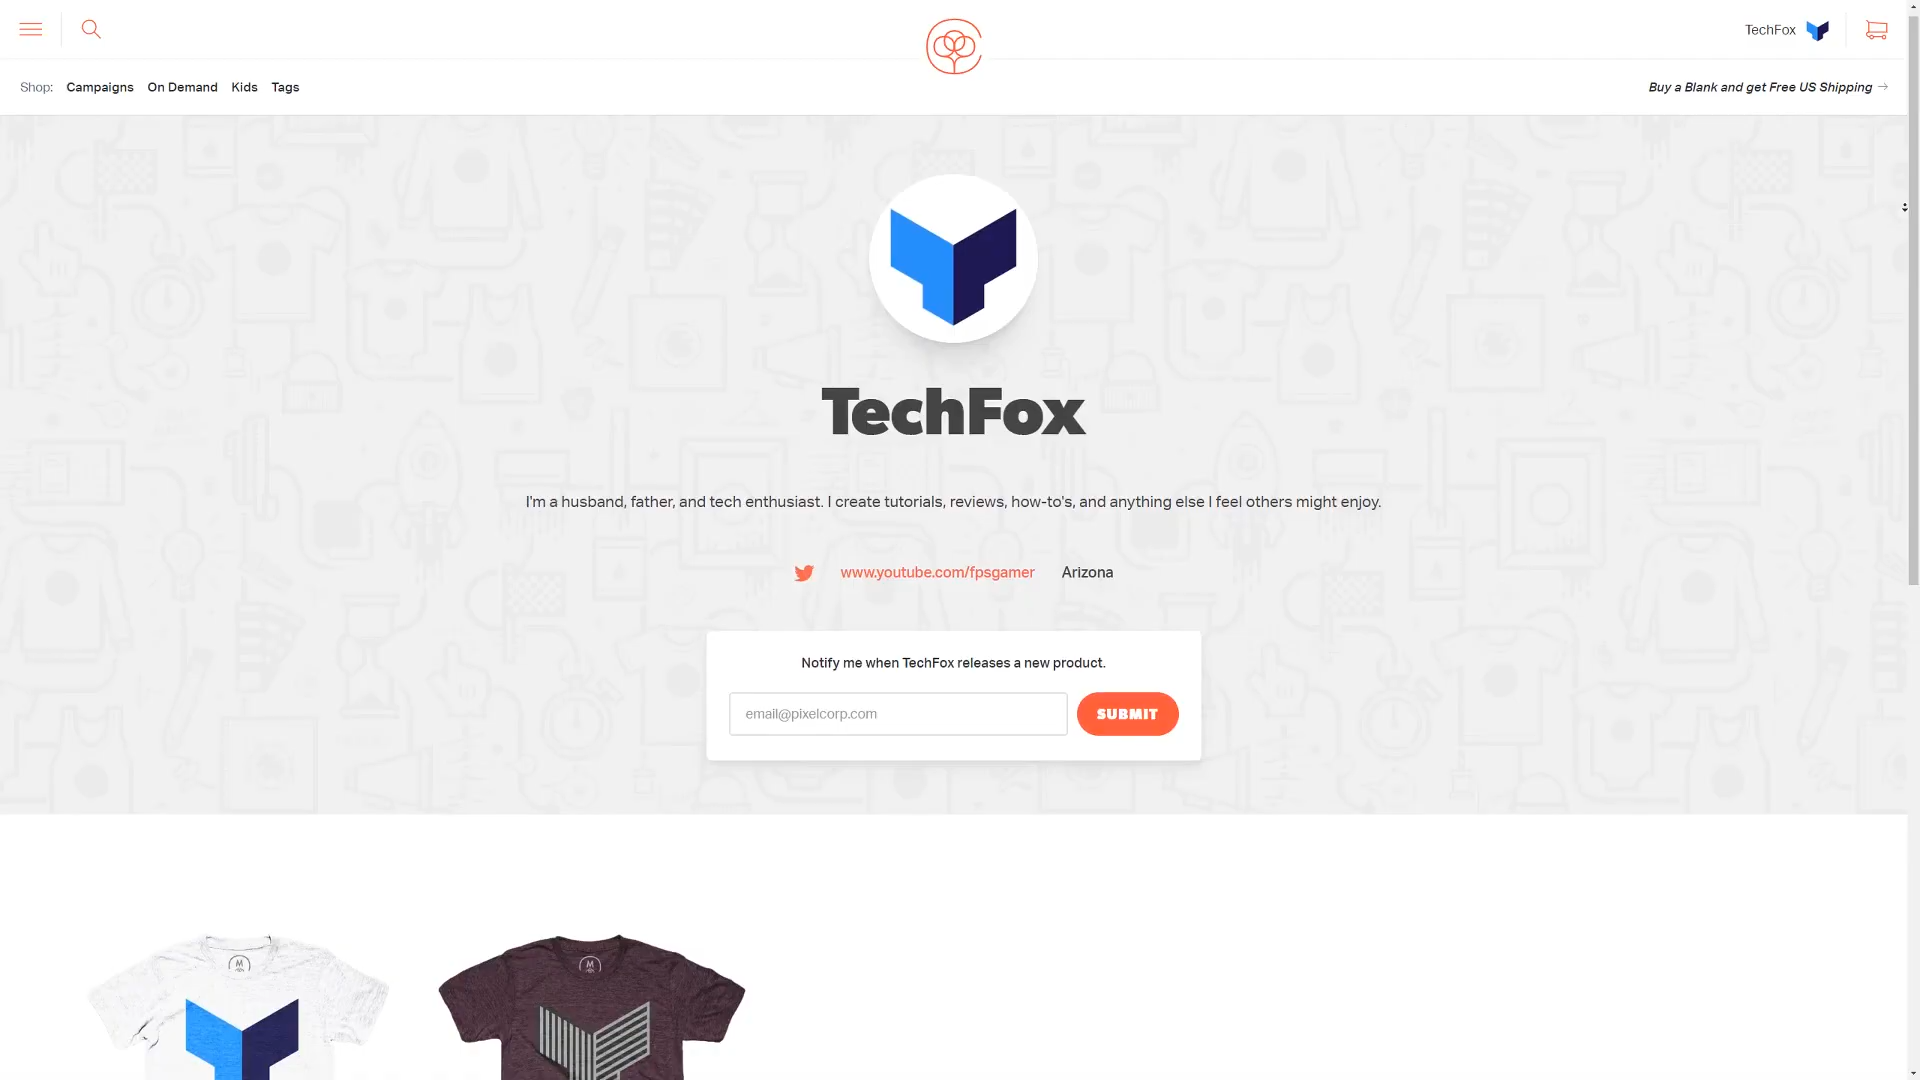 TechFox
Shop: Campaigns On Demand Kids Tags
Buy a Blank and get Free US Shipping →
TechFox
I'm a husband, father, and tech enthusiast. I create tutorials, reviews, how-to's, and anything else I feel others might enjoy.
www.youtube.com/fpsgamer Arizona
Notify me when TechFox releases a new product.
email@pixelcorp.com SUBMIT
M
M